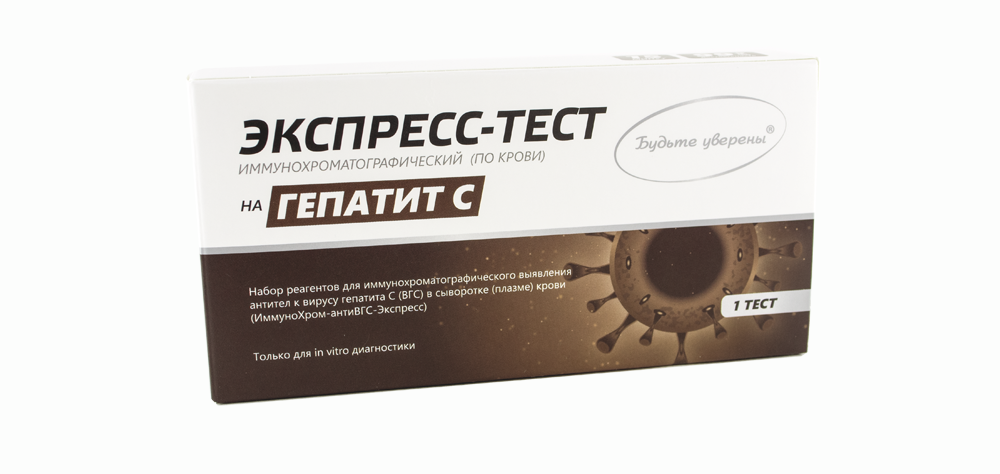 ЭКСПРЕСС-ТЕСТ
ИММУНОХРОМАТОГРАФИЧЕСКИЙ (ПО КРОВИ)
НА ГЕПАТИТ С
Будьте уверены®
Набор реагентов для иммунохроматографического выявления
антител к вирусу гепатита С (ВГС) в сыворотке (плазме) крови
(ИммуноХром-антиВГС-Экспресс)
1 ТЕСТ
Только для in vitro диагностики